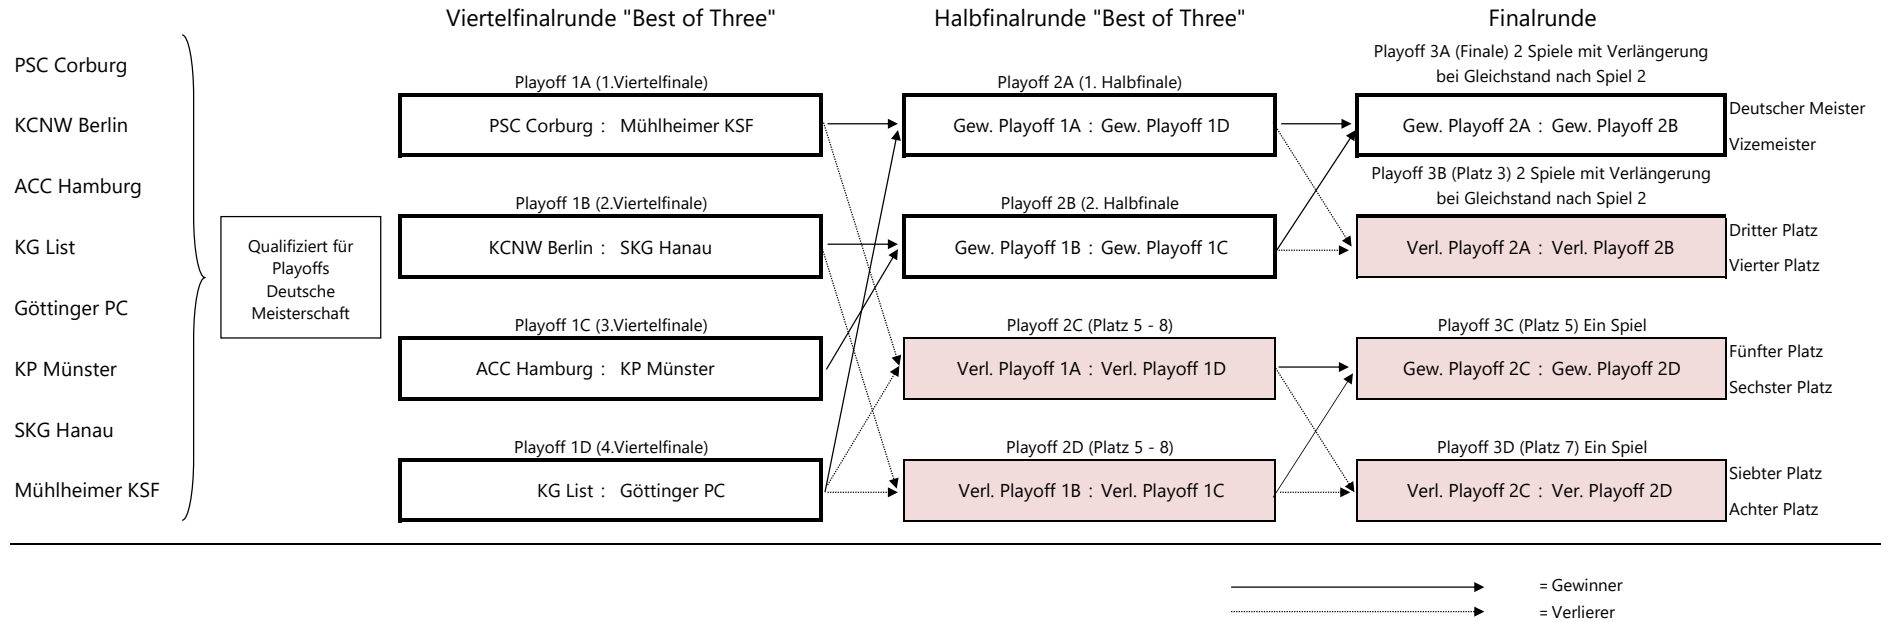 Viertelfinalrunde "Best of Three"
Halbfinalrunde "Best of Three"
Finalrunde
PSC Corburg
KCNW Berlin
ACC Hamburg
KG List
Göttinger PC
KP Münster
SKG Hanau
Mühlheimer KSF
Qualifiziert für
Playoffs
Deutsche
Meisterschaft
Playoff 1A (1.Viertelfinale)
PSC Corburg : Mühlheimer KSF
Playoff 1B (2.Viertelfinale)
KCNW Berlin : SKG Hanau
Playoff 1C (3.Viertelfinale)
ACC Hamburg : KP Münster
Playoff 1D (4.Viertelfinale)
KG List : Göttinger PC
Playoff 2A (1. Halbfinale)
Gew. Playoff 1A : Gew. Playoff 1D
Playoff 2B (2. Halbfinale
Gew. Playoff 1B : Gew. Playoff 1C
Playoff 2C (Platz 5 - 8)
Verl. Playoff 1A : Verl. Playoff 1D
Playoff 2D (Platz 5 - 8)
Verl. Playoff 1B : Verl. Playoff 1C
Playoff 3A (Finale) 2 Spiele mit Verlängerung
bei Gleichstand nach Spiel 2
Gew. Playoff 2A : Gew. Playoff 2B
Deutscher Meister
Vizemeister
Playoff 3B (Platz 3) 2 Spiele mit Verlängerung
bei Gleichstand nach Spiel 2
Verl. Playoff 2A : Verl. Playoff 2B
Dritter Platz
Vierter Platz
Playoff 3C (Platz 5) Ein Spiel
Gew. Playoff 2C : Gew. Playoff 2D
Fünfter Platz
Sechster Platz
Playoff 3D (Platz 7) Ein Spiel
Verl. Playoff 2C : Ver. Playoff 2D
Siebter Platz
Achter Platz
= Gewinner
= Verlierer